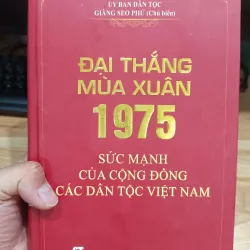 ỦY BAN DÂN TỘC
GIÀNG SEO PHỬ (Chủ biên)
ĐẠI THẮNG
MÙA XUÂN
1975
SỨC MẠNH
CỦA CỘNG ĐỒNG
CÁC DÂN TỘC VIỆT NAM